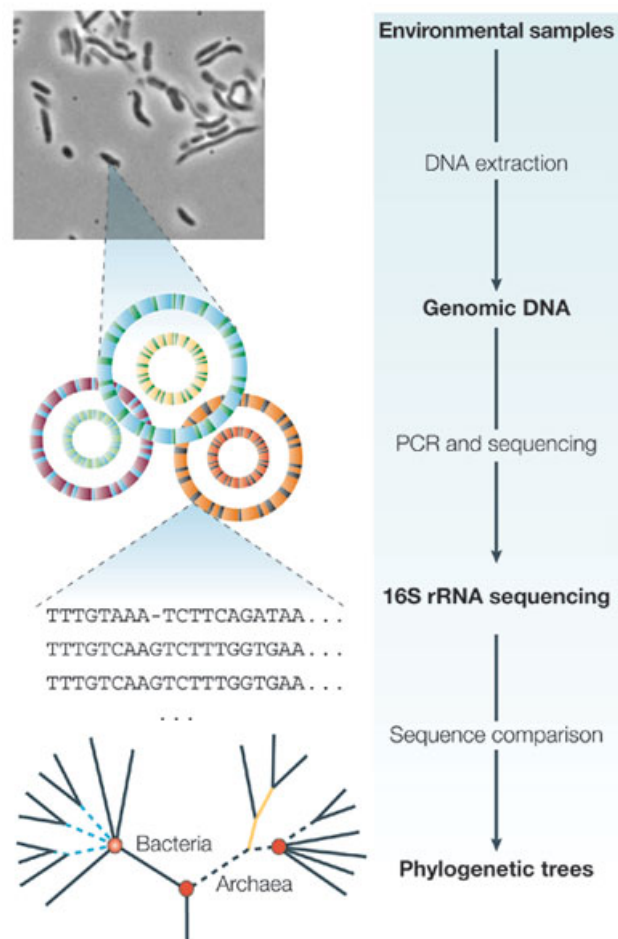 Environmental samples
DNA extraction
Genomic DNA
PCR and sequencing
16S rRNA sequencing
TTTGTAAA-TCTTCAGATAA...
TTTGTCAAGTCTTTGGTGAA...
TTTGTCAAGTCTTTGGTGAA...
...
Sequence comparison
Bacteria
Archaea
Phylogenetic trees